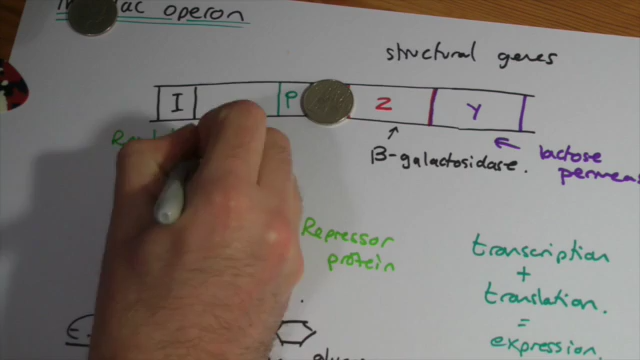 lac operon
structural genes
I P Z Y
β-galactosidase.
lactose
Repressor
protein
transcription
+
translation.
=
expression.